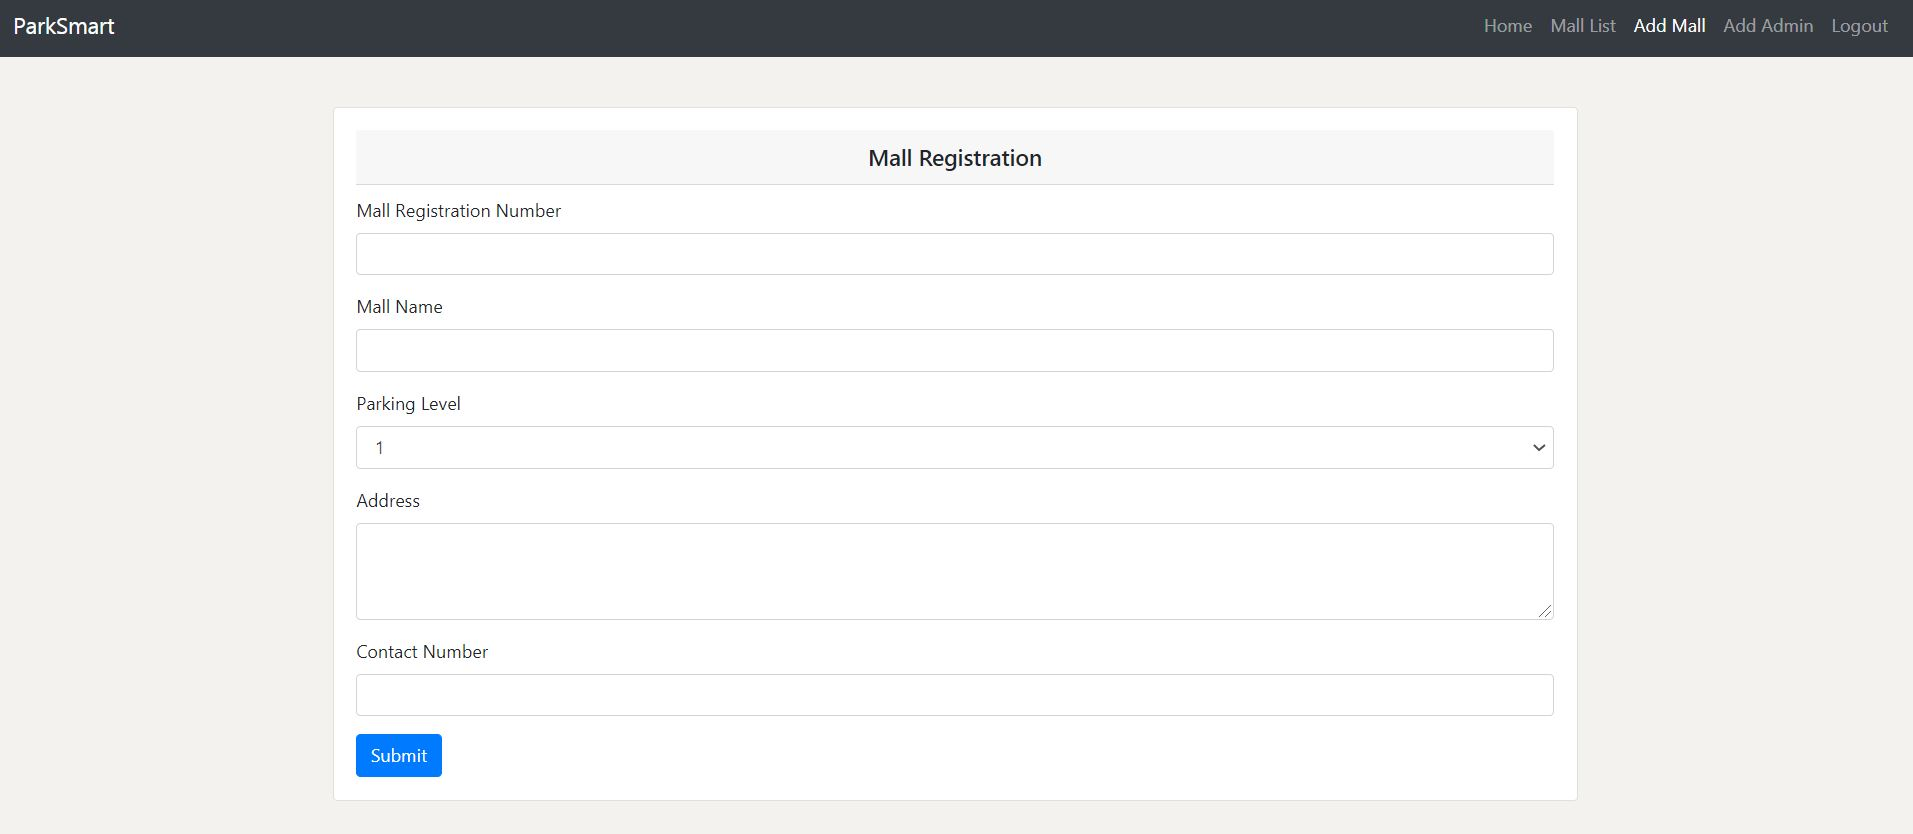 ParkSmart
Home Mall List Add Mall Add Admin Logout
Mall Registration
Mall Registration Number
Mall Name
Parking Level
1
Address
Contact Number
Submit